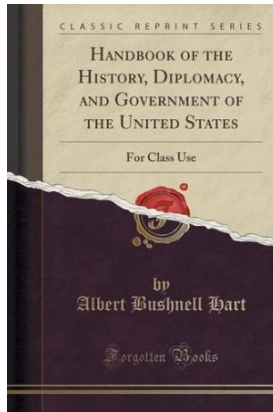 CLASSIC REPRINT SERIES
HANDBOOK OF THE
HISTORY, DIPLOMACY,
AND GOVERNMENT OF
THE UNITED STATES
For Class Use
by
Albert Bushnell Hart
Forgotten Books